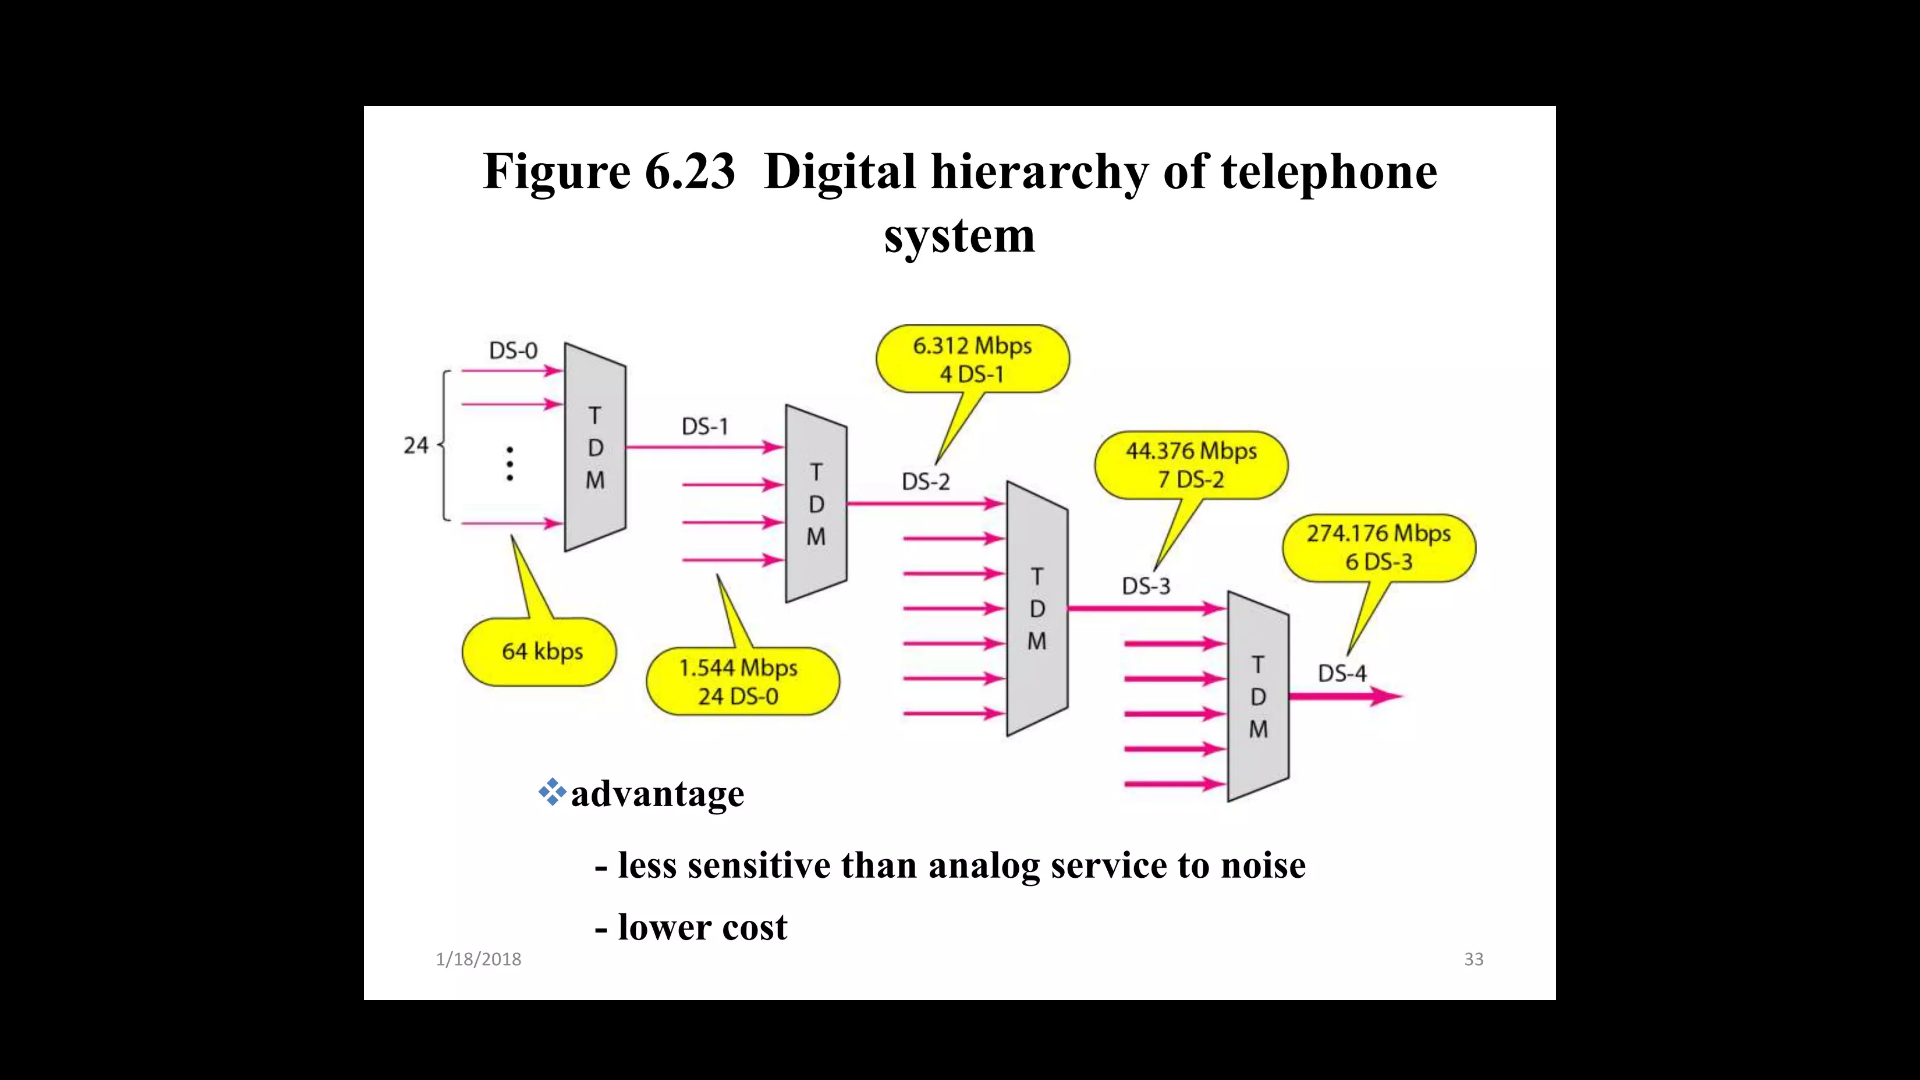 Figure 6.23  Digital hierarchy of telephone
system
DS-0
24
T
D
M
64 kbps
DS-1
1.544 Mbps
24 DS-0
T
D
M
6.312 Mbps
4 DS-1
DS-2
T
D
M
44.376 Mbps
7 DS-2
DS-3
T
D
M
274.176 Mbps
6 DS-3
DS-4
advantage
- less sensitive than analog service to noise
- lower cost
1/18/2018
33